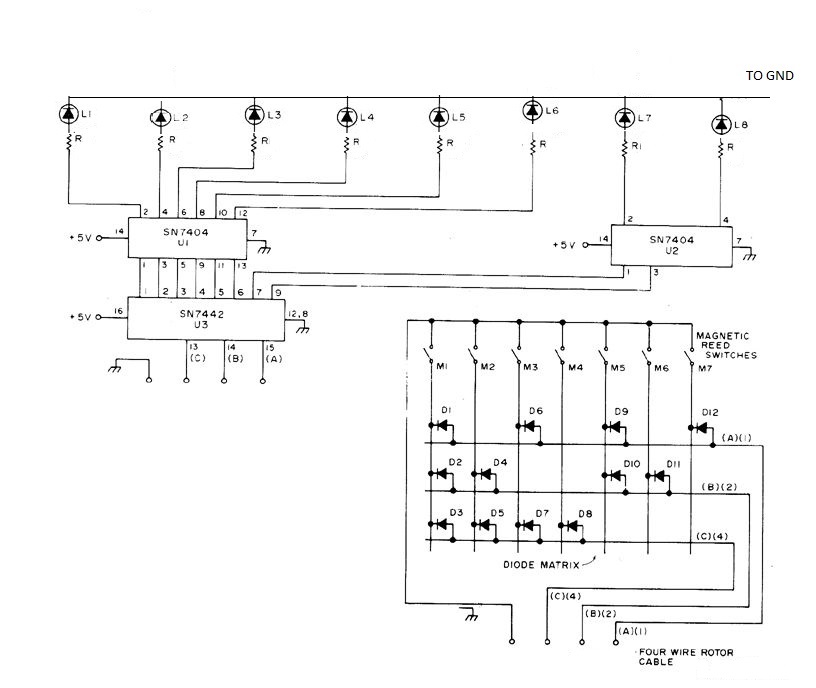 TO GND
L1 L2 L3 L4 L5 L6 L7 L8
R R R R R R R1 R
2 4 6 8 10 12
+5V 14 SN7404 7
U1
1 3 5 9 11 13
2 4
+5V 14 SN7404 7
U2
1 3
1 2 3 4 5 6 7 9
+5V 16 SN7442 12,8
U3
13 14 15
(C) (B) (A)
MAGNETIC
REED
SWITCHES
M1 M2 M3 M4 M5 M6 M7
D1 D6 D9 D12
(A)(1)
D2 D4 D10 D11
(B)(2)
D3 D5 D7 D8
(C)(4)
DIODE MATRIX
(C)(4)
(B)(2)
(A)(1)
FOUR WIRE ROTOR
CABLE